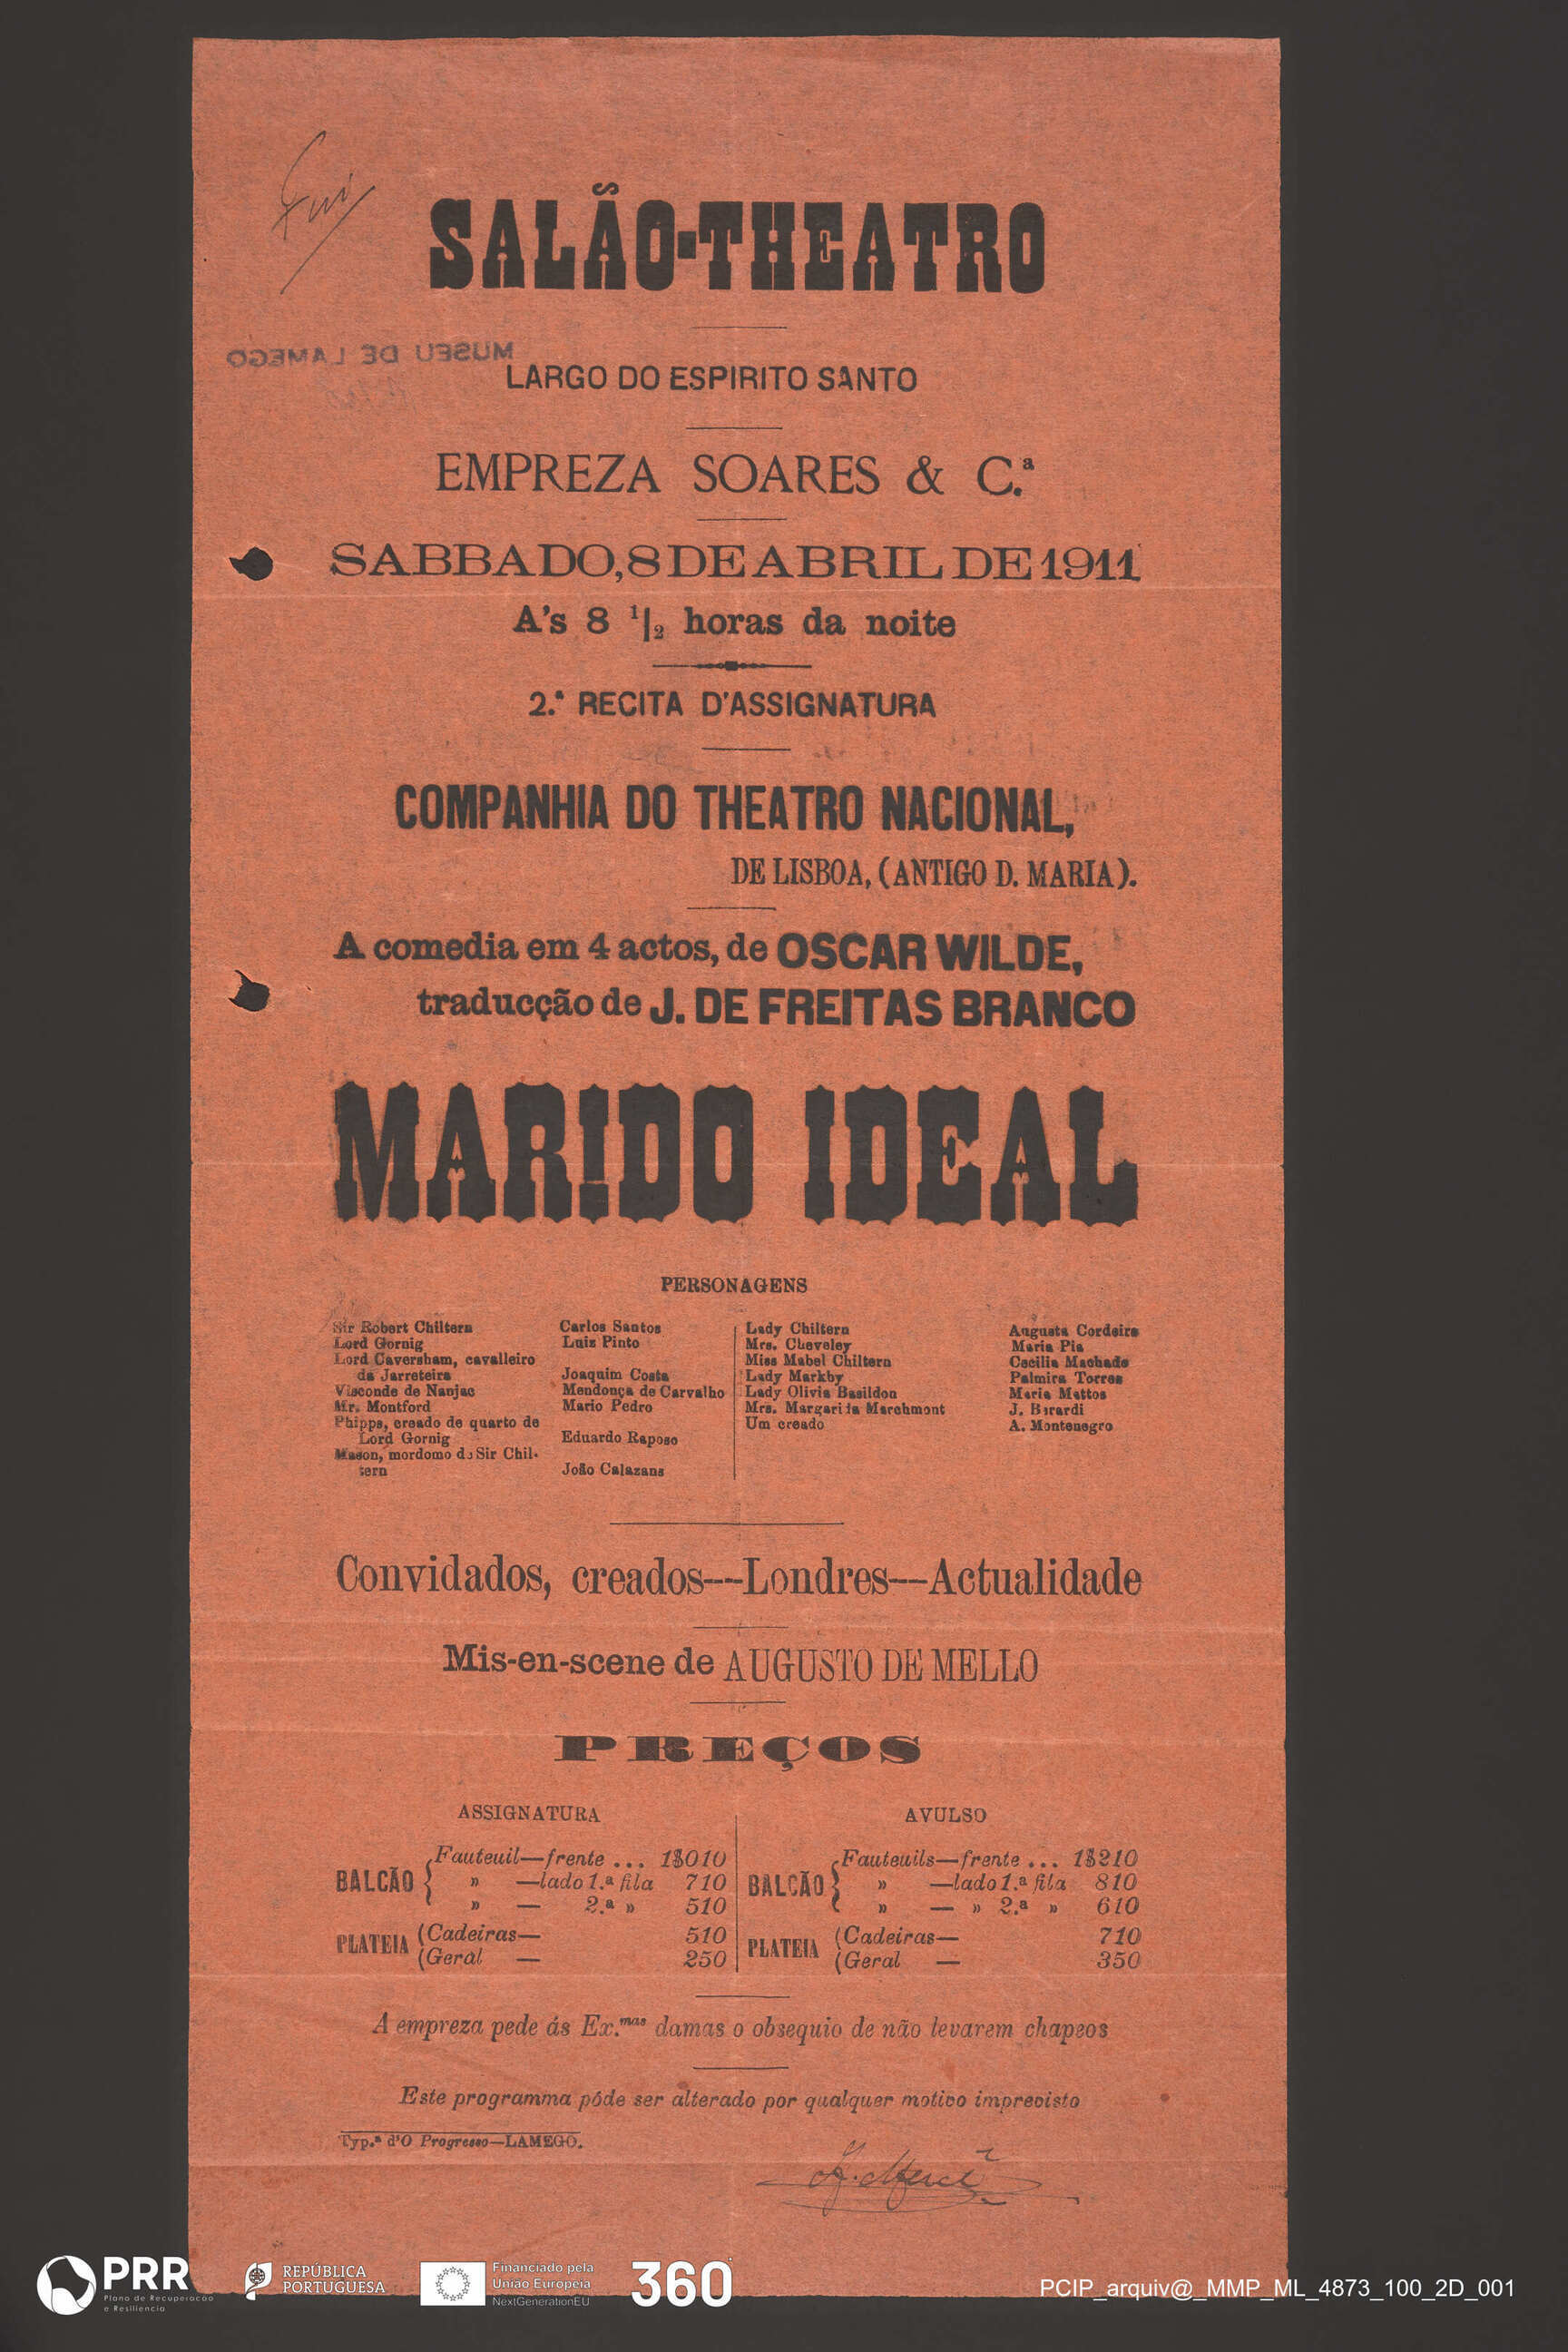 Fui
SALÃO-THEATRO
MUSEU DE LAMEGO
LARGO DO ESPIRITO SANTO
EMPREZA SOARES & C.ª
SABBADO, 8 DE ABRIL DE 1911
A's 8 1/2 horas da noite
2.ª RECITA D'ASSIGNATURA
COMPANHIA DO THEATRO NACIONAL,
DE LISBOA, (ANTIGO D. MARIA).
A comedia em 4 actos, de OSCAR WILDE,
traducção de J. DE FREITAS BRANCO
MAR!DO IDEAL
PERSONAGENS
Sir Robert Chiltern Carlos Santos
Lord Gornig Luiz Pinto
Lord Caversham, cavalleiro
da Jarreteira Joaquim Costa
Visconde de Nanjac Mendonça de Carvalho
Mr. Montford Mario Pedro
Phipps, creado de quarto de
Lord Gornig Eduardo Raposo
Mason, mordomo de Sir Chil-
tern João Calazans
Lady Chiltern Augusta Cordeiro
Mrs. Cheveley Maria Pia
Miss Mabel Chiltern Cecilia Machado
Lady Markby Palmira Torres
Lady Olivia Basildon Maria Mattos
Mrs. Margarita Marchmont J. Berardi
Um creado A. Montenegro
Convidados, creados---Londres---Actualidade
Mis-en-scene de AUGUSTO DE MELLO
PREÇOS
ASSIGNATURA
BALCÃO { Fauteuil—frente ... 1$010
» —lado 1.ª fila 710
» — 2.ª » 510
PLATEIA (Cadeiras— 510
(Geral — 250
AVULSO
BALCÃO { Fauteuils—frente ... 1$210
» —lado 1.ª fila 810
» — » 2.ª » 610
PLATEIA (Cadeiras— 710
(Geral — 350
A empreza pede ás Ex.mas damas o obsequio de não levarem chapeos
Este programma póde ser alterado por qualquer motivo imprevisto
Typ.ª d'O Progresso—LAMEGO.
PRR
Plano de Recuperação
e Resiliência
REPÚBLICA
PORTUGUESA
Financiado pela
União Europeia
NextGenerationEU
360°
PCIP_arquiv@_MMP_ML_4873_100_2D_001